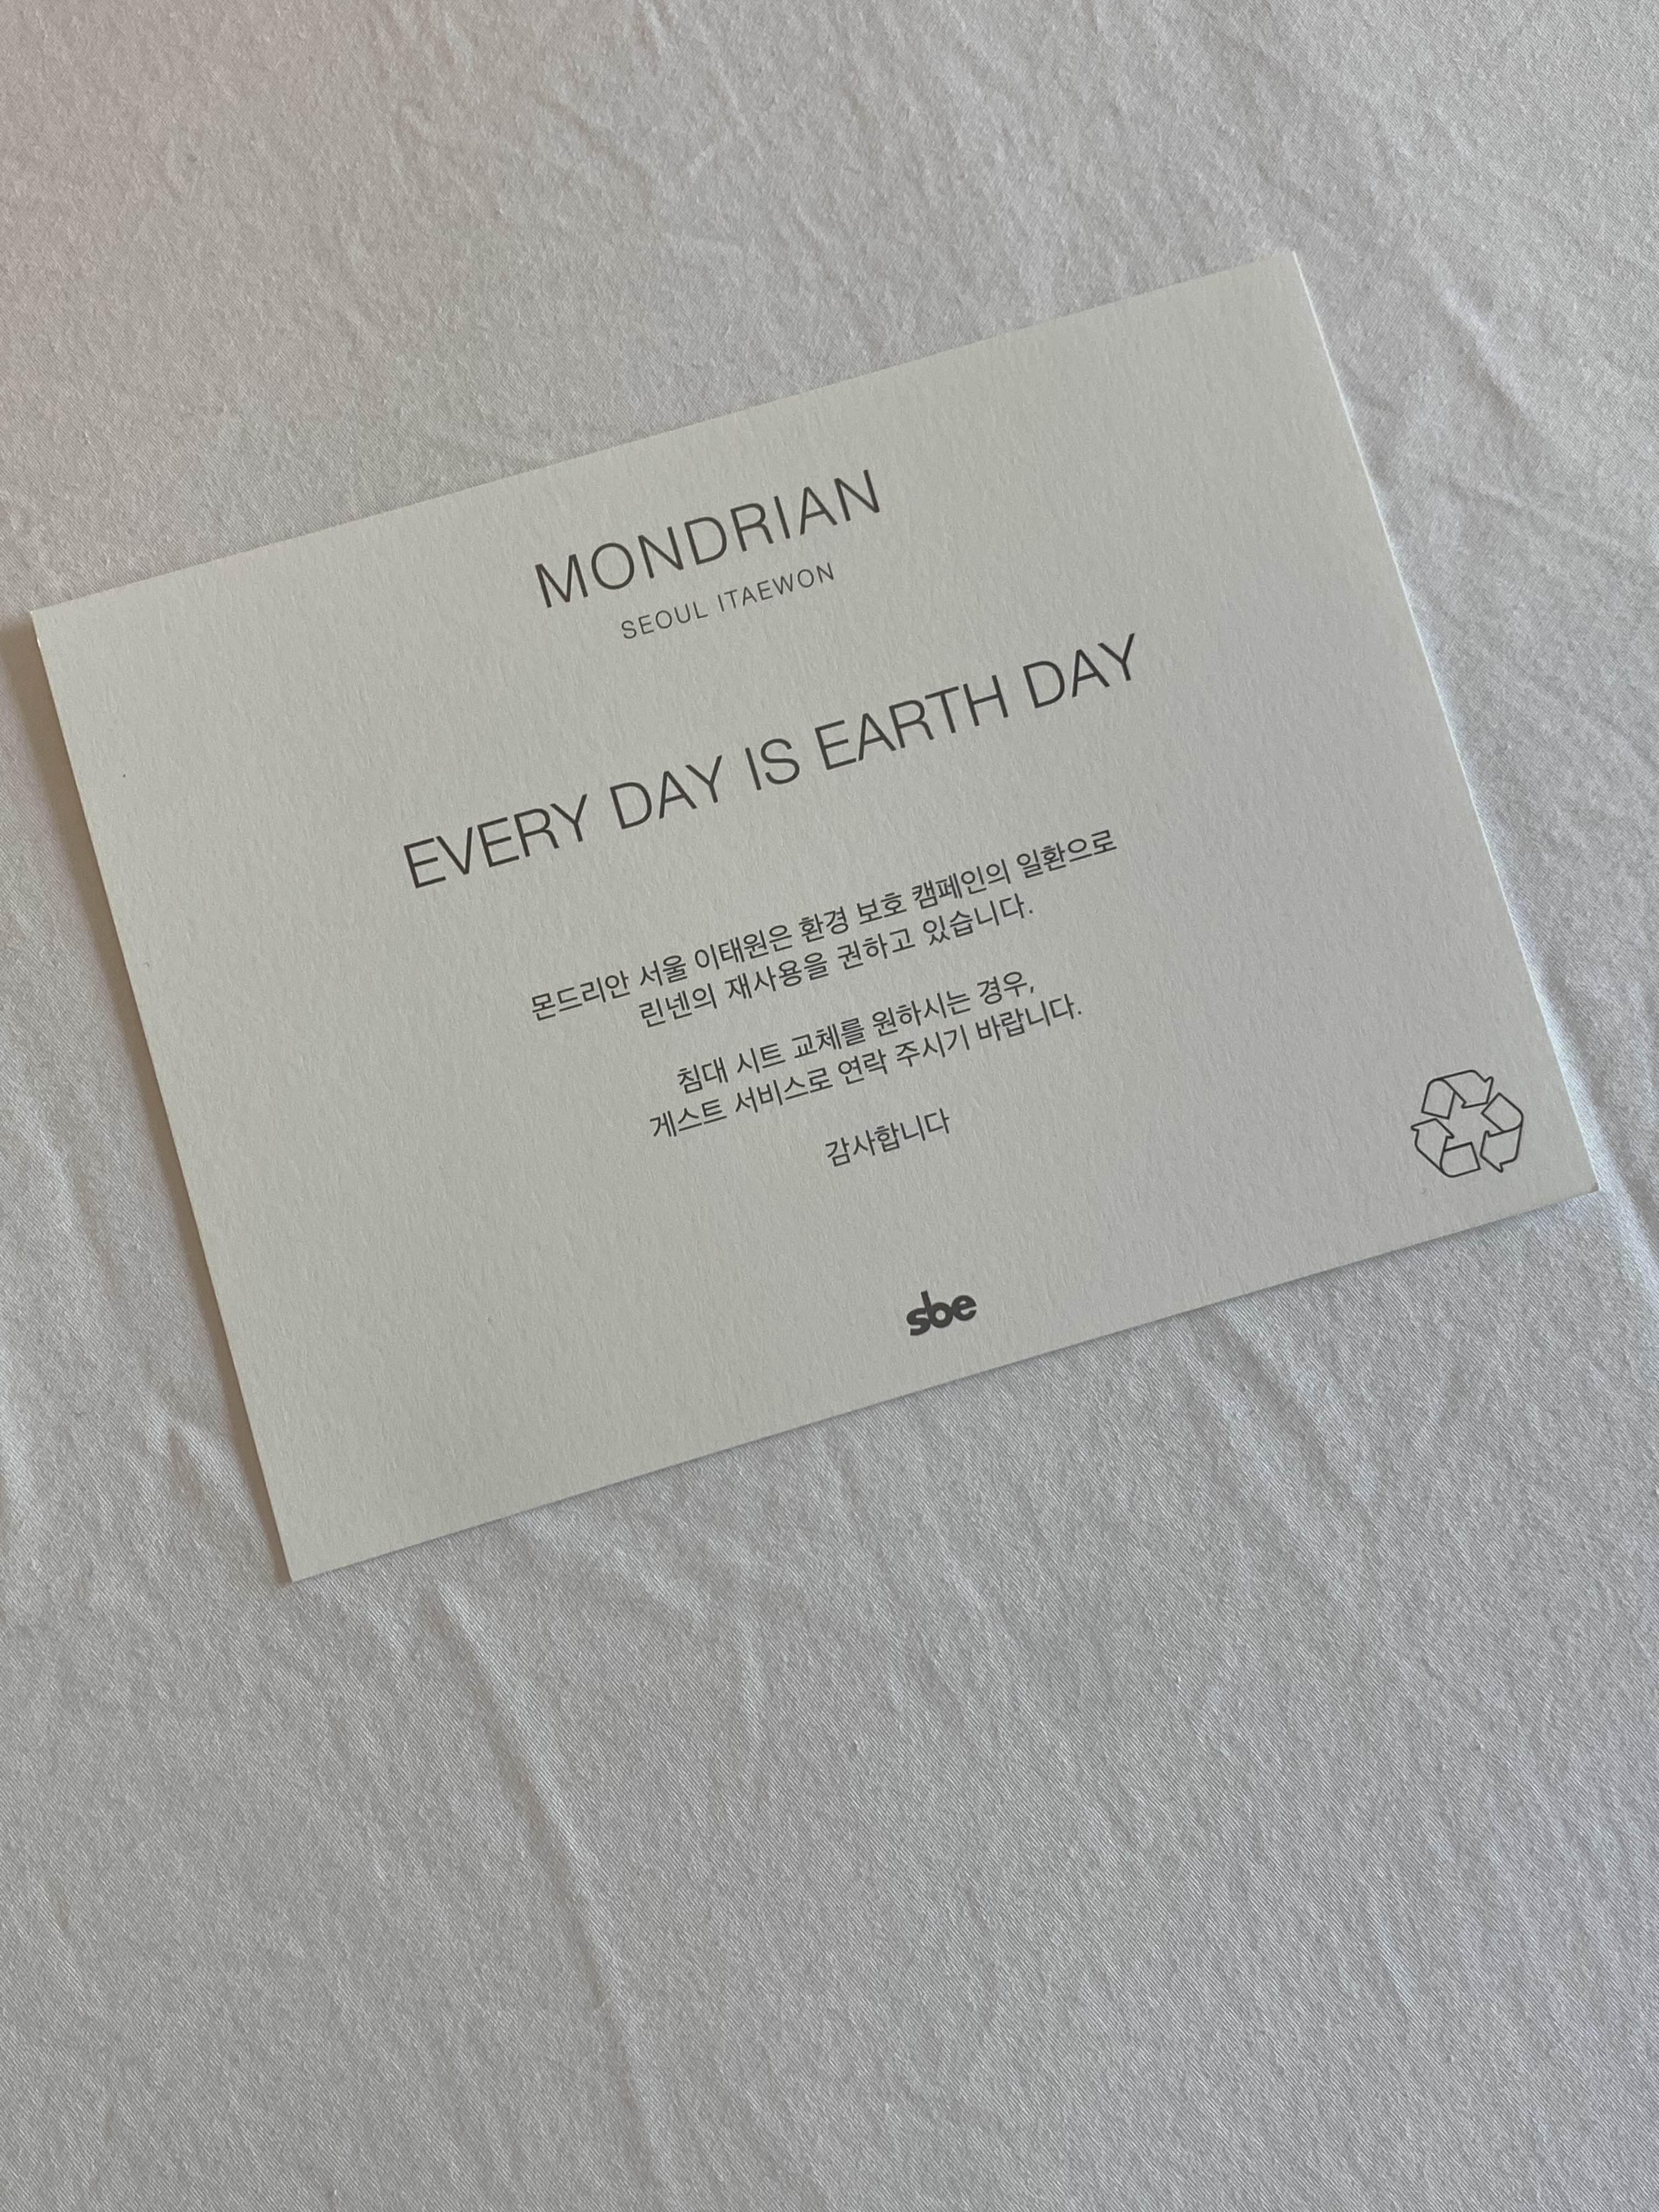 MONDRIAN
SEOUL ITAEWON
EVERY DAY IS EARTH DAY
몬드리안 서울 이태원은 환경 보호 캠페인의 일환으로
린넨의 재사용을 권하고 있습니다.
침대 시트 교체를 원하시는 경우,
게스트 서비스로 연락 주시기 바랍니다.
감사합니다
sbe